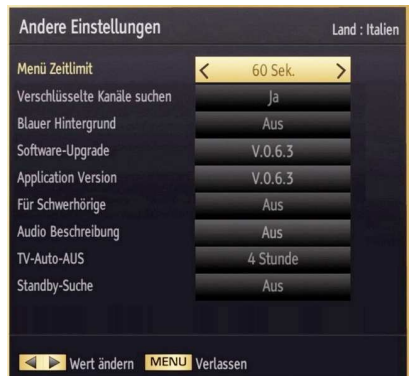 Andere Einstellungen Land : Italien
Menü Zeitlimit 60 Sek.
Verschlüsselte Kanäle suchen Ja
Blauer Hintergrund Aus
Software-Upgrade V.0.6.3
Application Version V.0.6.3
Für Schwerhörige Aus
Audio Beschreibung Aus
TV-Auto-AUS 4 Stunde
Standby-Suche Aus
Wert ändern MENU Verlassen